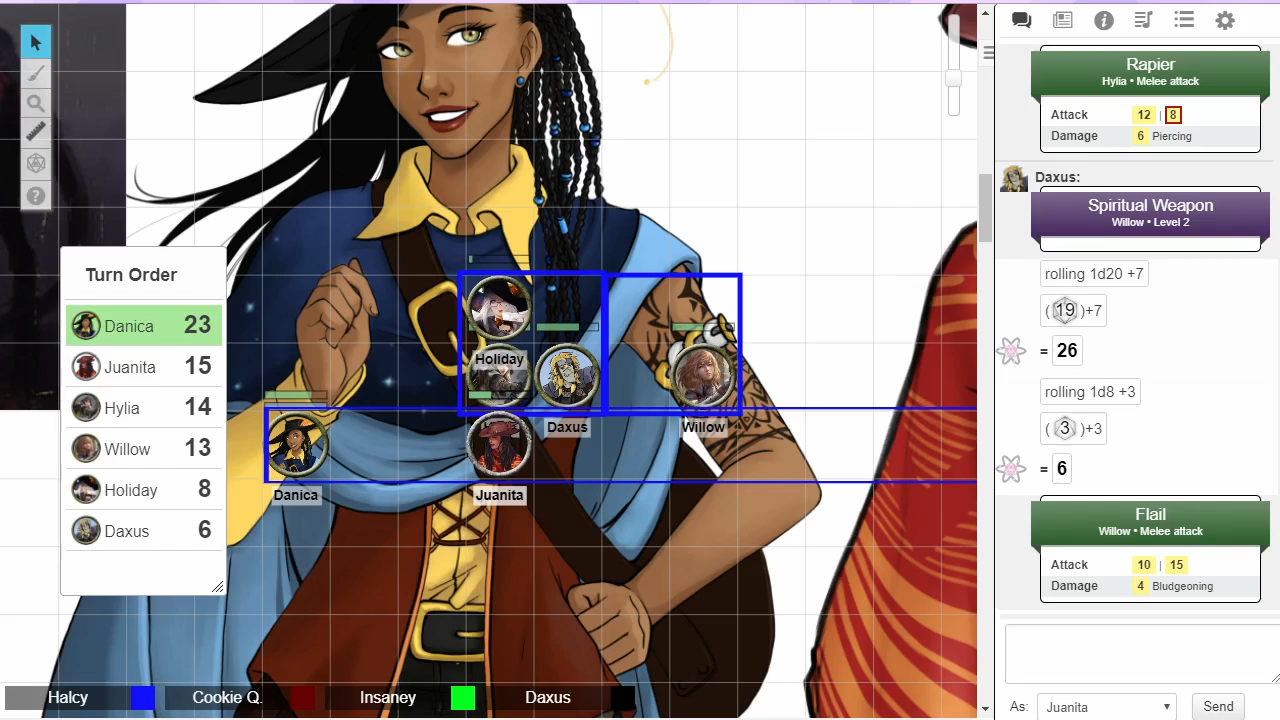 Turn Order
Danica 23
Juanita 15
Hylia 14
Willow 13
Holiday 8
Daxus 6
Holiday
Daxus
Willow
Danica
Juanita
Halcy
Cookie Q.
Insaney
Daxus
Rapier
Hylia • Melee attack
Attack 12 | 8
Damage 6 Piercing
Daxus:
Spiritual Weapon
Willow • Level 2
rolling 1d20 +7
(19)+7
= 26
rolling 1d8 +3
(3)+3
= 6
Flail
Willow • Melee attack
Attack 10 | 15
Damage 4 Bludgeoning
As: Juanita
Send